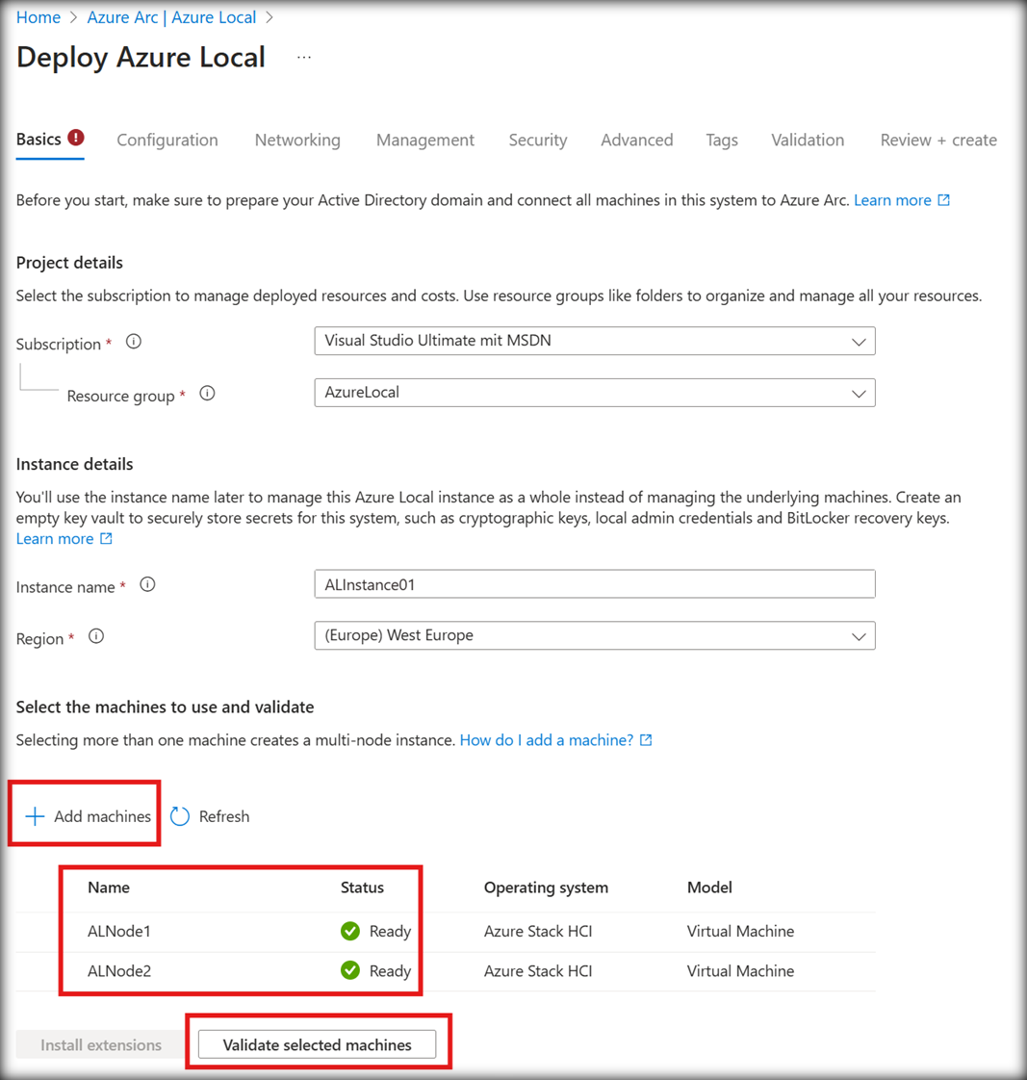 Home > Azure Arc | Azure Local >
Deploy Azure Local ...
Basics ! Configuration Networking Management Security Advanced Tags Validation Review + create
Before you start, make sure to prepare your Active Directory domain and connect all machines in this system to Azure Arc. Learn more
Project details
Select the subscription to manage deployed resources and costs. Use resource groups like folders to organize and manage all your resources.
Subscription * Visual Studio Ultimate mit MSDN
Resource group * AzureLocal
Instance details
You'll use the instance name later to manage this Azure Local instance as a whole instead of managing the underlying machines. Create an
empty key vault to securely store secrets for this system, such as cryptographic keys, local admin credentials and BitLocker recovery keys.
Learn more
Instance name * ALInstance01
Region * (Europe) West Europe
Select the machines to use and validate
Selecting more than one machine creates a multi-node instance. How do I add a machine?
+ Add machines Refresh
Name Status Operating system Model
ALNode1 Ready Azure Stack HCI Virtual Machine
ALNode2 Ready Azure Stack HCI Virtual Machine
Install extensions Validate selected machines